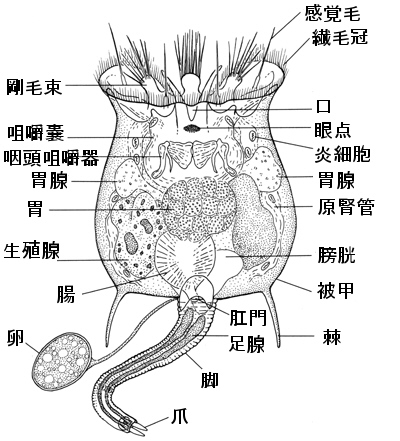 感覚毛
繊毛冠
剛毛束
口
眼点
咀嚼嚢
炎細胞
咽頭咀嚼器
胃腺
胃腺
胃
原腎管
生殖腺
膀胱
腸
被甲
肛門
卵
足腺
棘
脚
爪